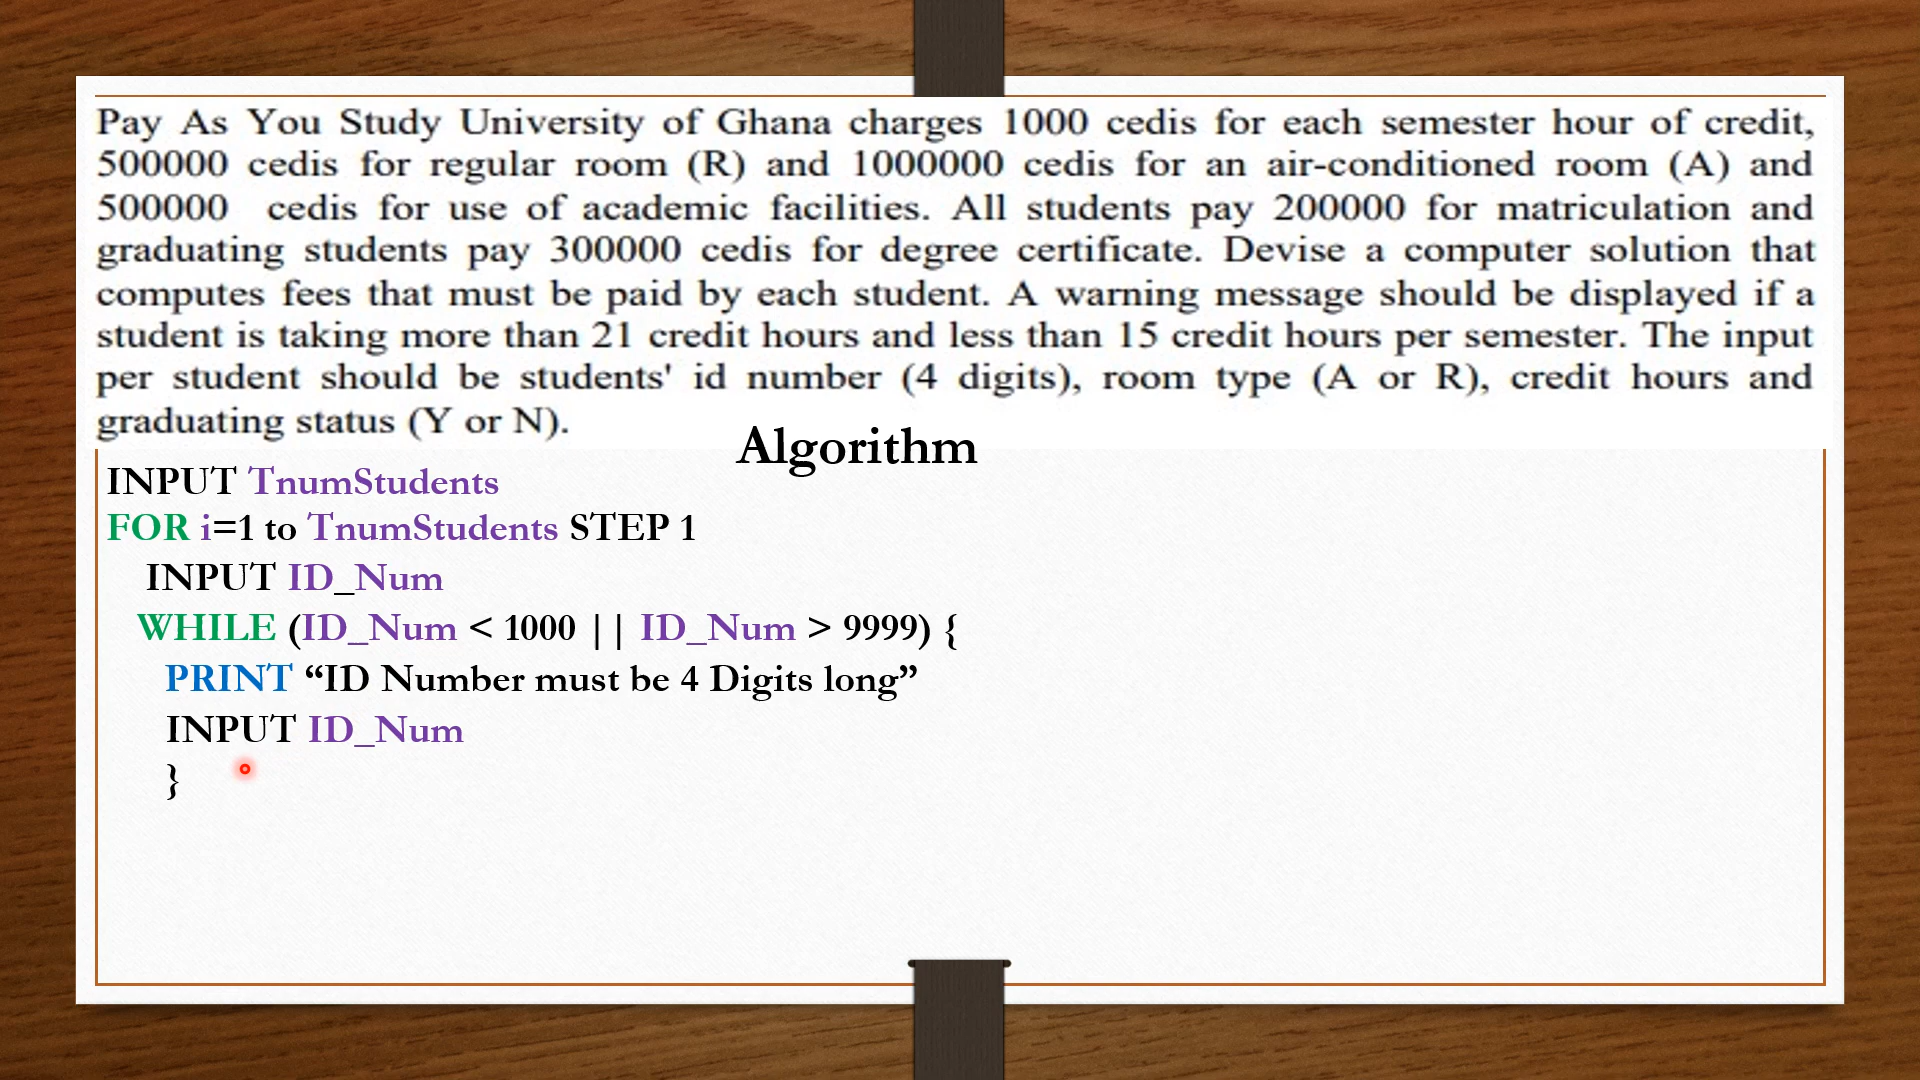 Pay As You Study University of Ghana charges 1000 cedis for each semester hour of credit,
500000 cedis for regular room (R) and 1000000 cedis for an air-conditioned room (A) and
500000 cedis for use of academic facilities. All students pay 200000 for matriculation and
graduating students pay 300000 cedis for degree certificate. Devise a computer solution that
computes fees that must be paid by each student. A warning message should be displayed if a
student is taking more than 21 credit hours and less than 15 credit hours per semester. The input
per student should be students' id number (4 digits), room type (A or R), credit hours and
graduating status (Y or N).
Algorithm
INPUT TnumStudents
FOR i=1 to TnumStudents STEP 1
INPUT ID_Num
WHILE (ID_Num < 1000 || ID_Num > 9999) {
PRINT “ID Number must be 4 Digits long”
INPUT ID_Num
}